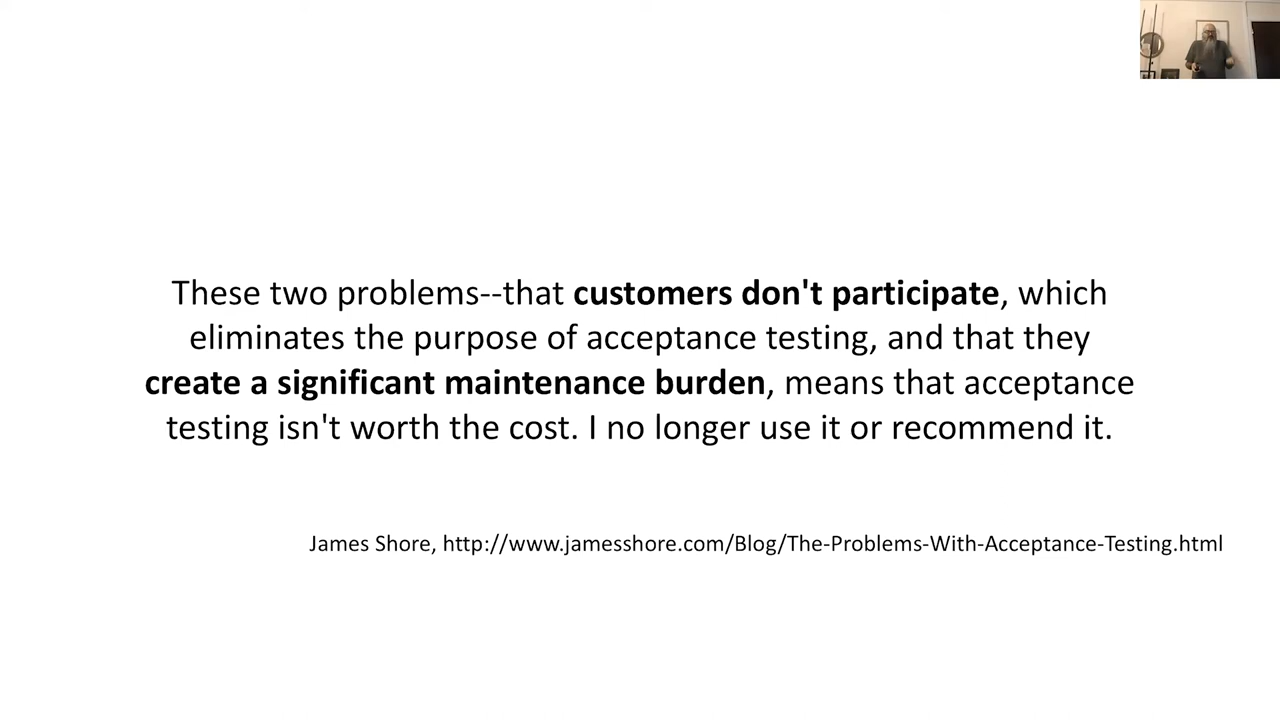 These two problems--that customers don't participate, which
eliminates the purpose of acceptance testing, and that they
create a significant maintenance burden, means that acceptance
testing isn't worth the cost. I no longer use it or recommend it.
James Shore, http://www.jamesshore.com/Blog/The-Problems-With-Acceptance-Testing.html